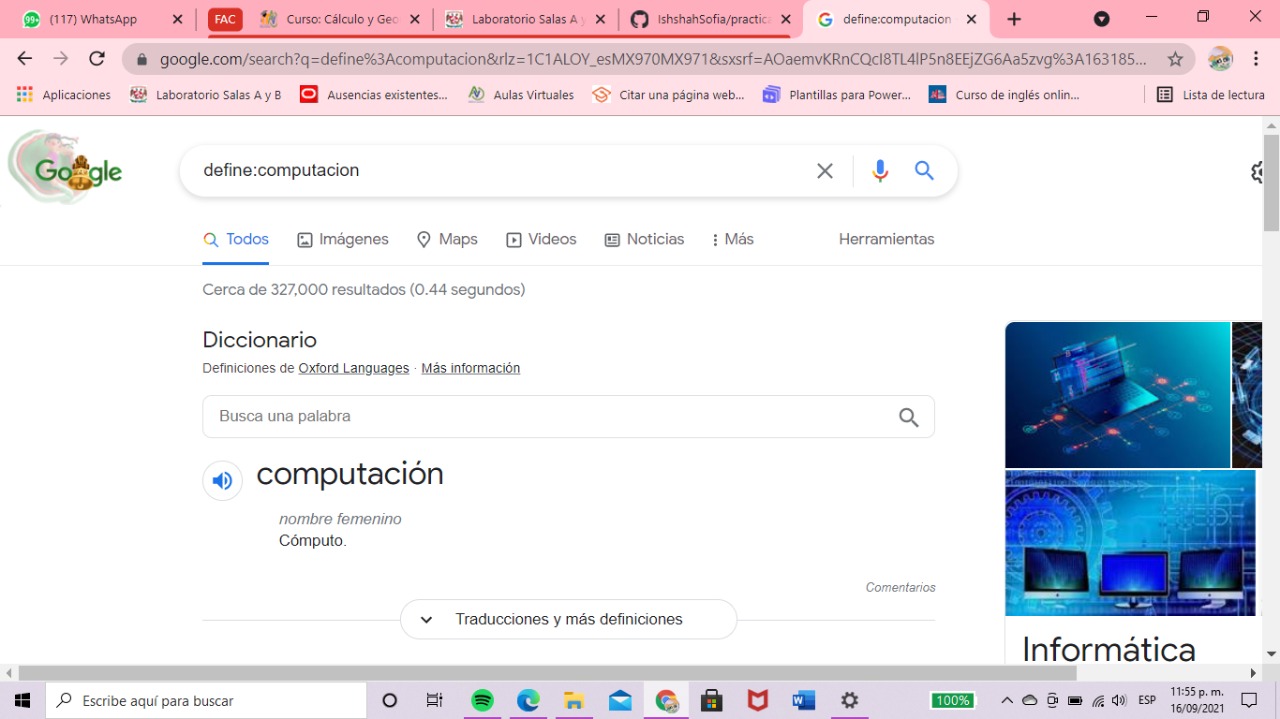 (117) WhatsApp
FAC
Curso: Cálculo y Geo
Laboratorio Salas A y
IshshahSofia/practica
define:computacion
google.com/search?q=define%3Acomputacion&rlz=1C1ALOY_esMX970MX971&sxsrf=AOaemvKRnCQcI8TL4lP5n8EEjZG6Aa5zvg%3A163185...
Aplicaciones
Laboratorio Salas A y B
Ausencias existentes...
Aulas Virtuales
Citar una página web...
Plantillas para Power...
Curso de inglés onlin...
Lista de lectura
Google
define:computacion
Todos
Imágenes
Maps
Videos
Noticias
Más
Herramientas
Cerca de 327,000 resultados (0.44 segundos)
Diccionario
Definiciones de Oxford Languages · Más información
Busca una palabra
computación
nombre femenino
Cómputo.
Comentarios
Traducciones y más definiciones
Informática
Escribe aquí para buscar
100%
ESP
11:55 p. m.
16/09/2021